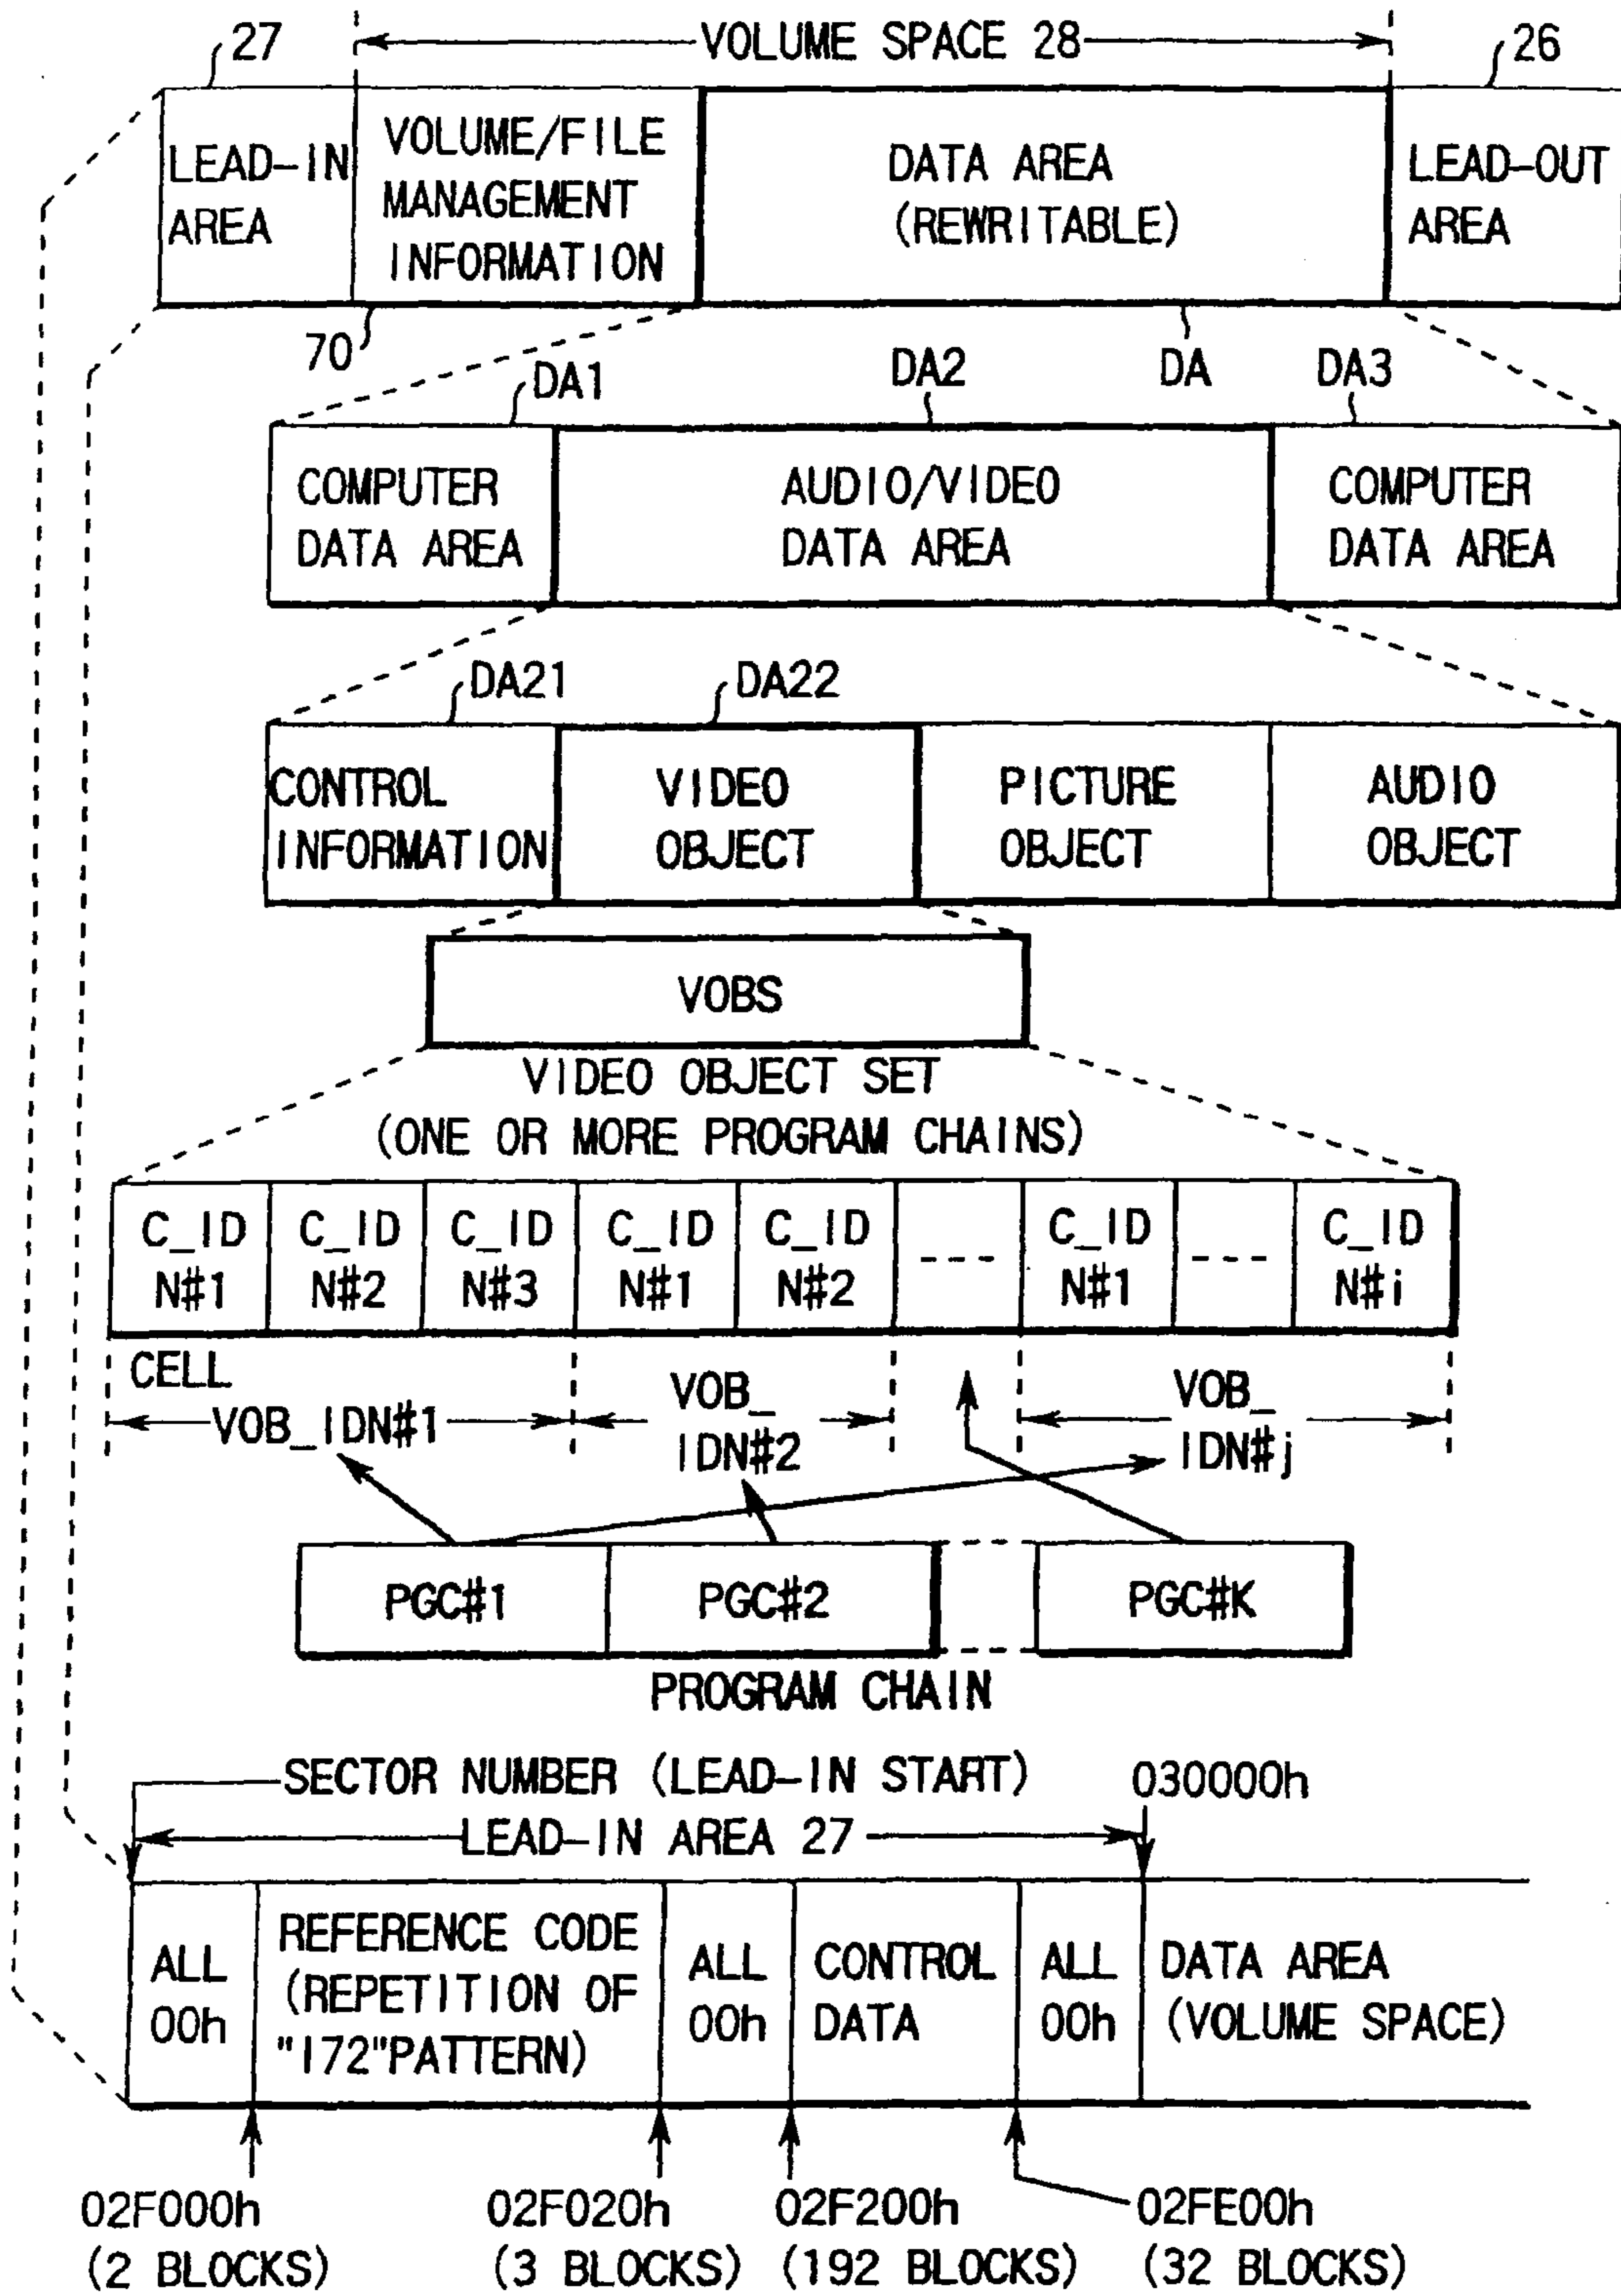 27
VOLUME SPACE 28
26
LEAD-IN
AREA
VOLUME/FILE
MANAGEMENT
INFORMATION
DATA AREA
(REWRITABLE)
LEAD-OUT
AREA
70
DA1
DA2
DA
DA3
COMPUTER
DATA AREA
AUDIO/VIDEO
DATA AREA
COMPUTER
DATA AREA
DA21
DA22
CONTROL
INFORMATION
VIDEO
OBJECT
PICTURE
OBJECT
AUDIO
OBJECT
VOBS
VIDEO OBJECT SET
(ONE OR MORE PROGRAM CHAINS)
C_ID
N#1
C_ID
N#2
C_ID
N#3
C_ID
N#1
C_ID
N#2
----
C_ID
N#1
----
C_ID
N#i
CELL
VOB_IDN#1
VOB_
IDN#2
VOB_
IDN#j
PGC#1
PGC#2
PGC#K
PROGRAM CHAIN
SECTOR NUMBER (LEAD-IN START)
030000h
LEAD-IN AREA 27
ALL
00h
REFERENCE CODE
(REPETITION OF
"172"PATTERN)
ALL
00h
CONTROL
DATA
ALL
00h
DATA AREA
(VOLUME SPACE)
02F000h
(2 BLOCKS)
02F020h
(3 BLOCKS)
02F200h
(192 BLOCKS)
02FE00h
(32 BLOCKS)